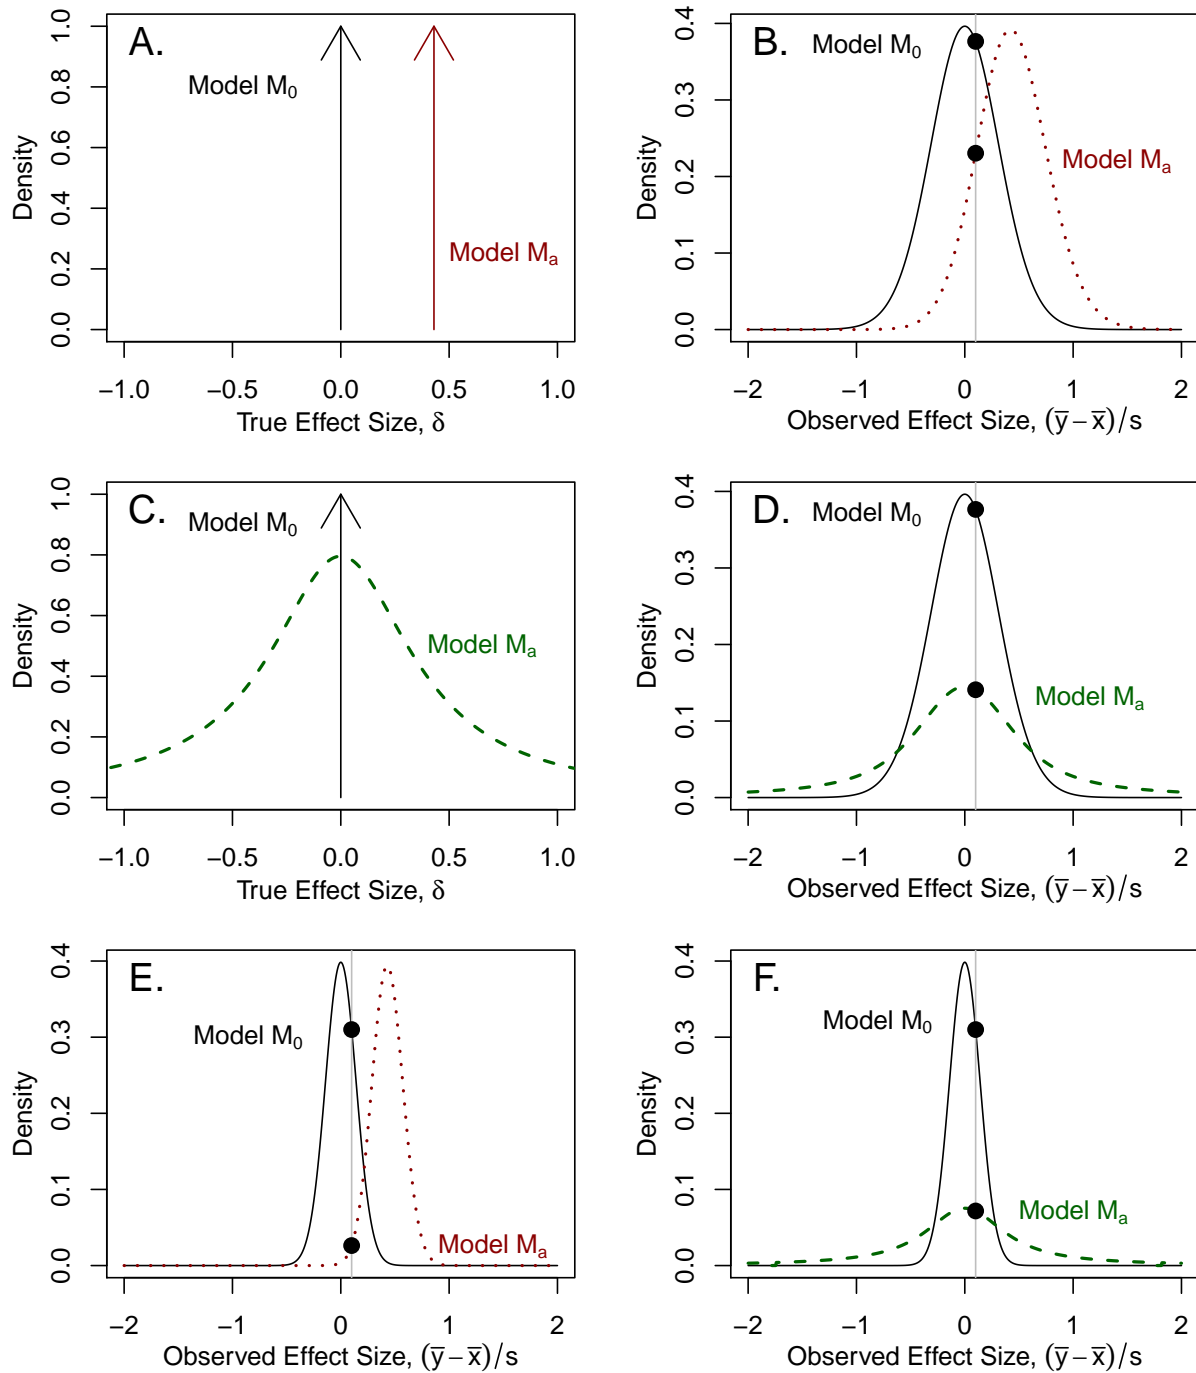 A.
Model M0
Model Ma
Density
0.0
0.2
0.4
0.6
0.8
1.0
−1.0
−0.5
0.0
0.5
1.0
True Effect Size, δ
B.
Model M0
Model Ma
Density
0.0
0.1
0.2
0.3
0.4
−2
−1
0
1
2
Observed Effect Size, (y̅ − x̅)/s
C.
Model M0
Model Ma
Density
0.0
0.2
0.4
0.6
0.8
1.0
−1.0
−0.5
0.0
0.5
1.0
True Effect Size, δ
D.
Model M0
Model Ma
Density
0.0
0.1
0.2
0.3
0.4
−2
−1
0
1
2
Observed Effect Size, (y̅ − x̅)/s
E.
Model M0
Model Ma
Density
0.0
0.1
0.2
0.3
0.4
−2
−1
0
1
2
Observed Effect Size, (y̅ − x̅)/s
F.
Model M0
Model Ma
Density
0.0
0.1
0.2
0.3
0.4
−2
−1
0
1
2
Observed Effect Size, (y̅ − x̅)/s